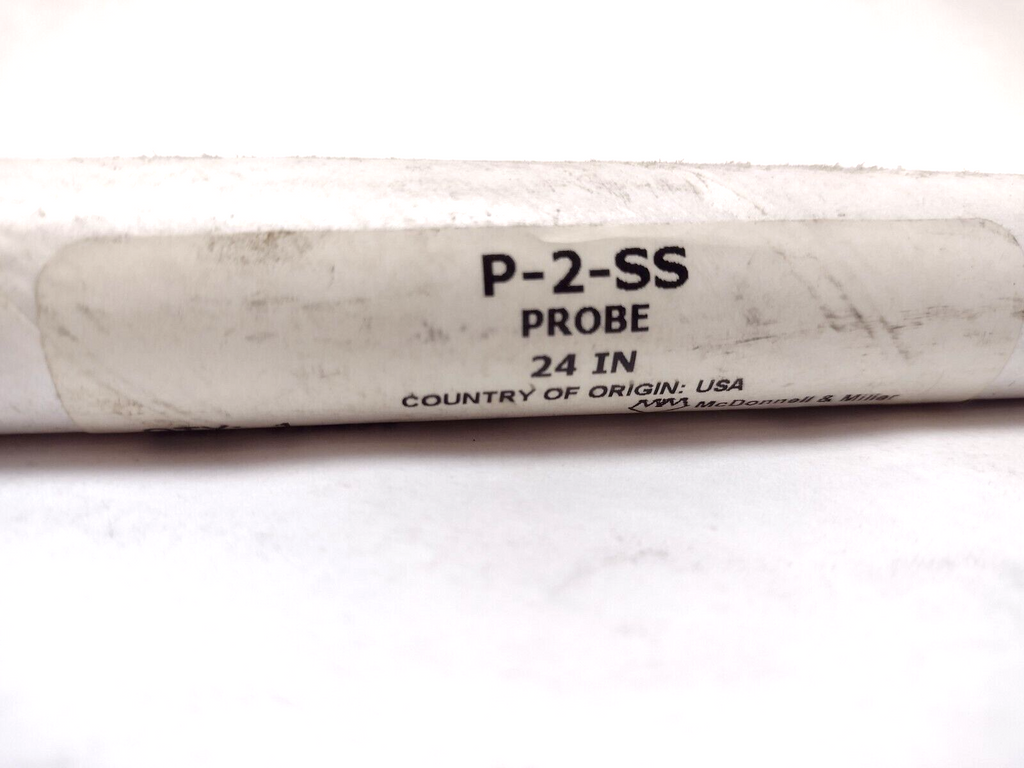 P-2-SS
PROBE
24 IN
COUNTRY OF ORIGIN: USA
McDonnell & Miller